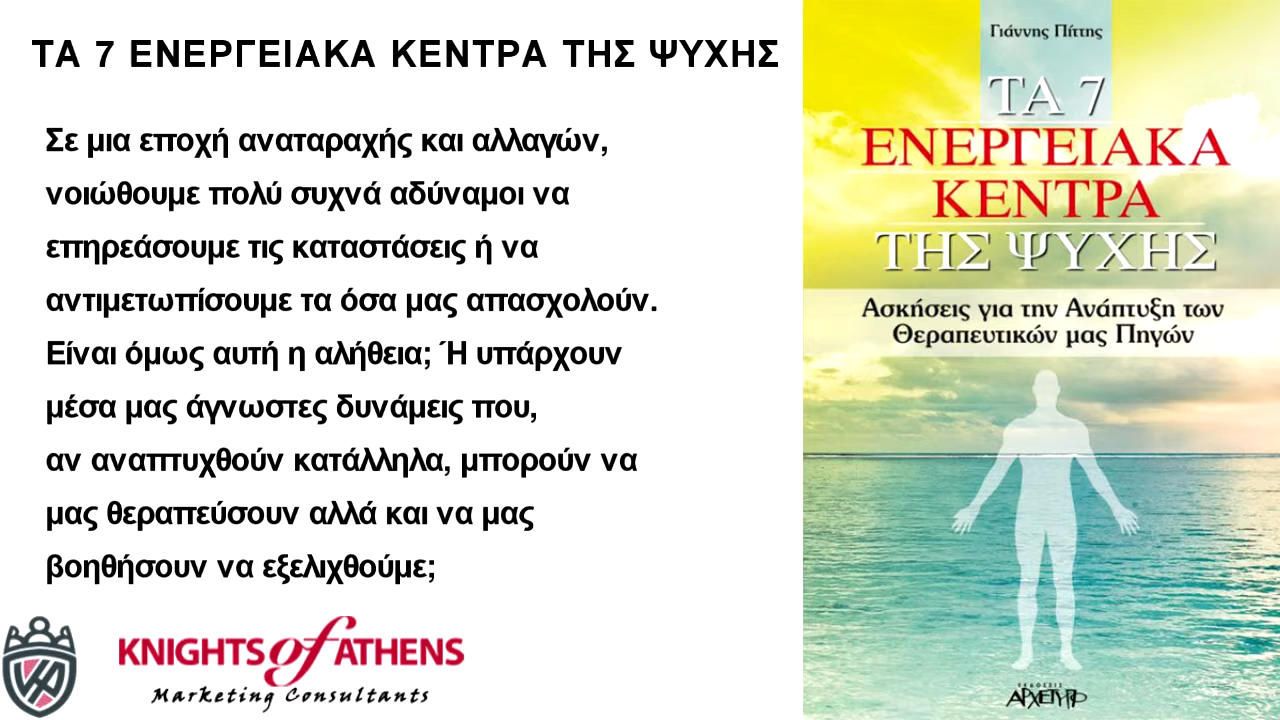 ΤΑ 7 ΕΝΕΡΓΕΙΑΚΑ ΚΕΝΤΡΑ ΤΗΣ ΨΥΧΗΣ
Σε μια εποχή αναταραχής και αλλαγών,
νοιώθουμε πολύ συχνά αδύναμοι να
επηρεάσουμε τις καταστάσεις ή να
αντιμετωπίσουμε τα όσα μας απασχολούν.
Είναι όμως αυτή η αλήθεια; Ή υπάρχουν
μέσα μας άγνωστες δυνάμεις που,
αν αναπτυχθούν κατάλληλα, μπορούν να
μας θεραπεύσουν αλλά και να μας
βοηθήσουν να εξελιχθούμε;
KNIGHTS of ATHENS
Marketing Consultants
Γιάννης Πίττης
ΤΑ 7
ΕΝΕΡΓΕΙΑΚΑ
ΚΕΝΤΡΑ
ΤΗΣ ΨΥΧΗΣ
Ασκήσεις για την Ανάπτυξη των
Θεραπευτικών μας Πηγών
ΕΚΔΟΣΕΙΣ
ΑΡΧΕΤΥΠΟ